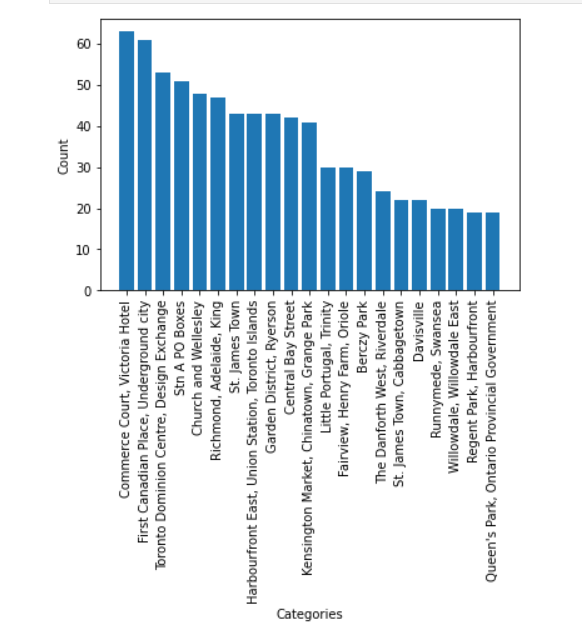 60
50
40
30
20
10
0
Count
Commerce Court, Victoria Hotel
First Canadian Place, Underground city
Toronto Dominion Centre, Design Exchange
Stn A PO Boxes
Church and Wellesley
Richmond, Adelaide, King
St. James Town
Harbourfront East, Union Station, Toronto Islands
Garden District, Ryerson
Central Bay Street
Kensington Market, Chinatown, Grange Park
Little Portugal, Trinity
Fairview, Henry Farm, Oriole
Berczy Park
The Danforth West, Riverdale
St. James Town, Cabbagetown
Davisville
Runnymede, Swansea
Willowdale, Willowdale East
Regent Park, Harbourfront
Queen's Park, Ontario Provincial Government
Categories